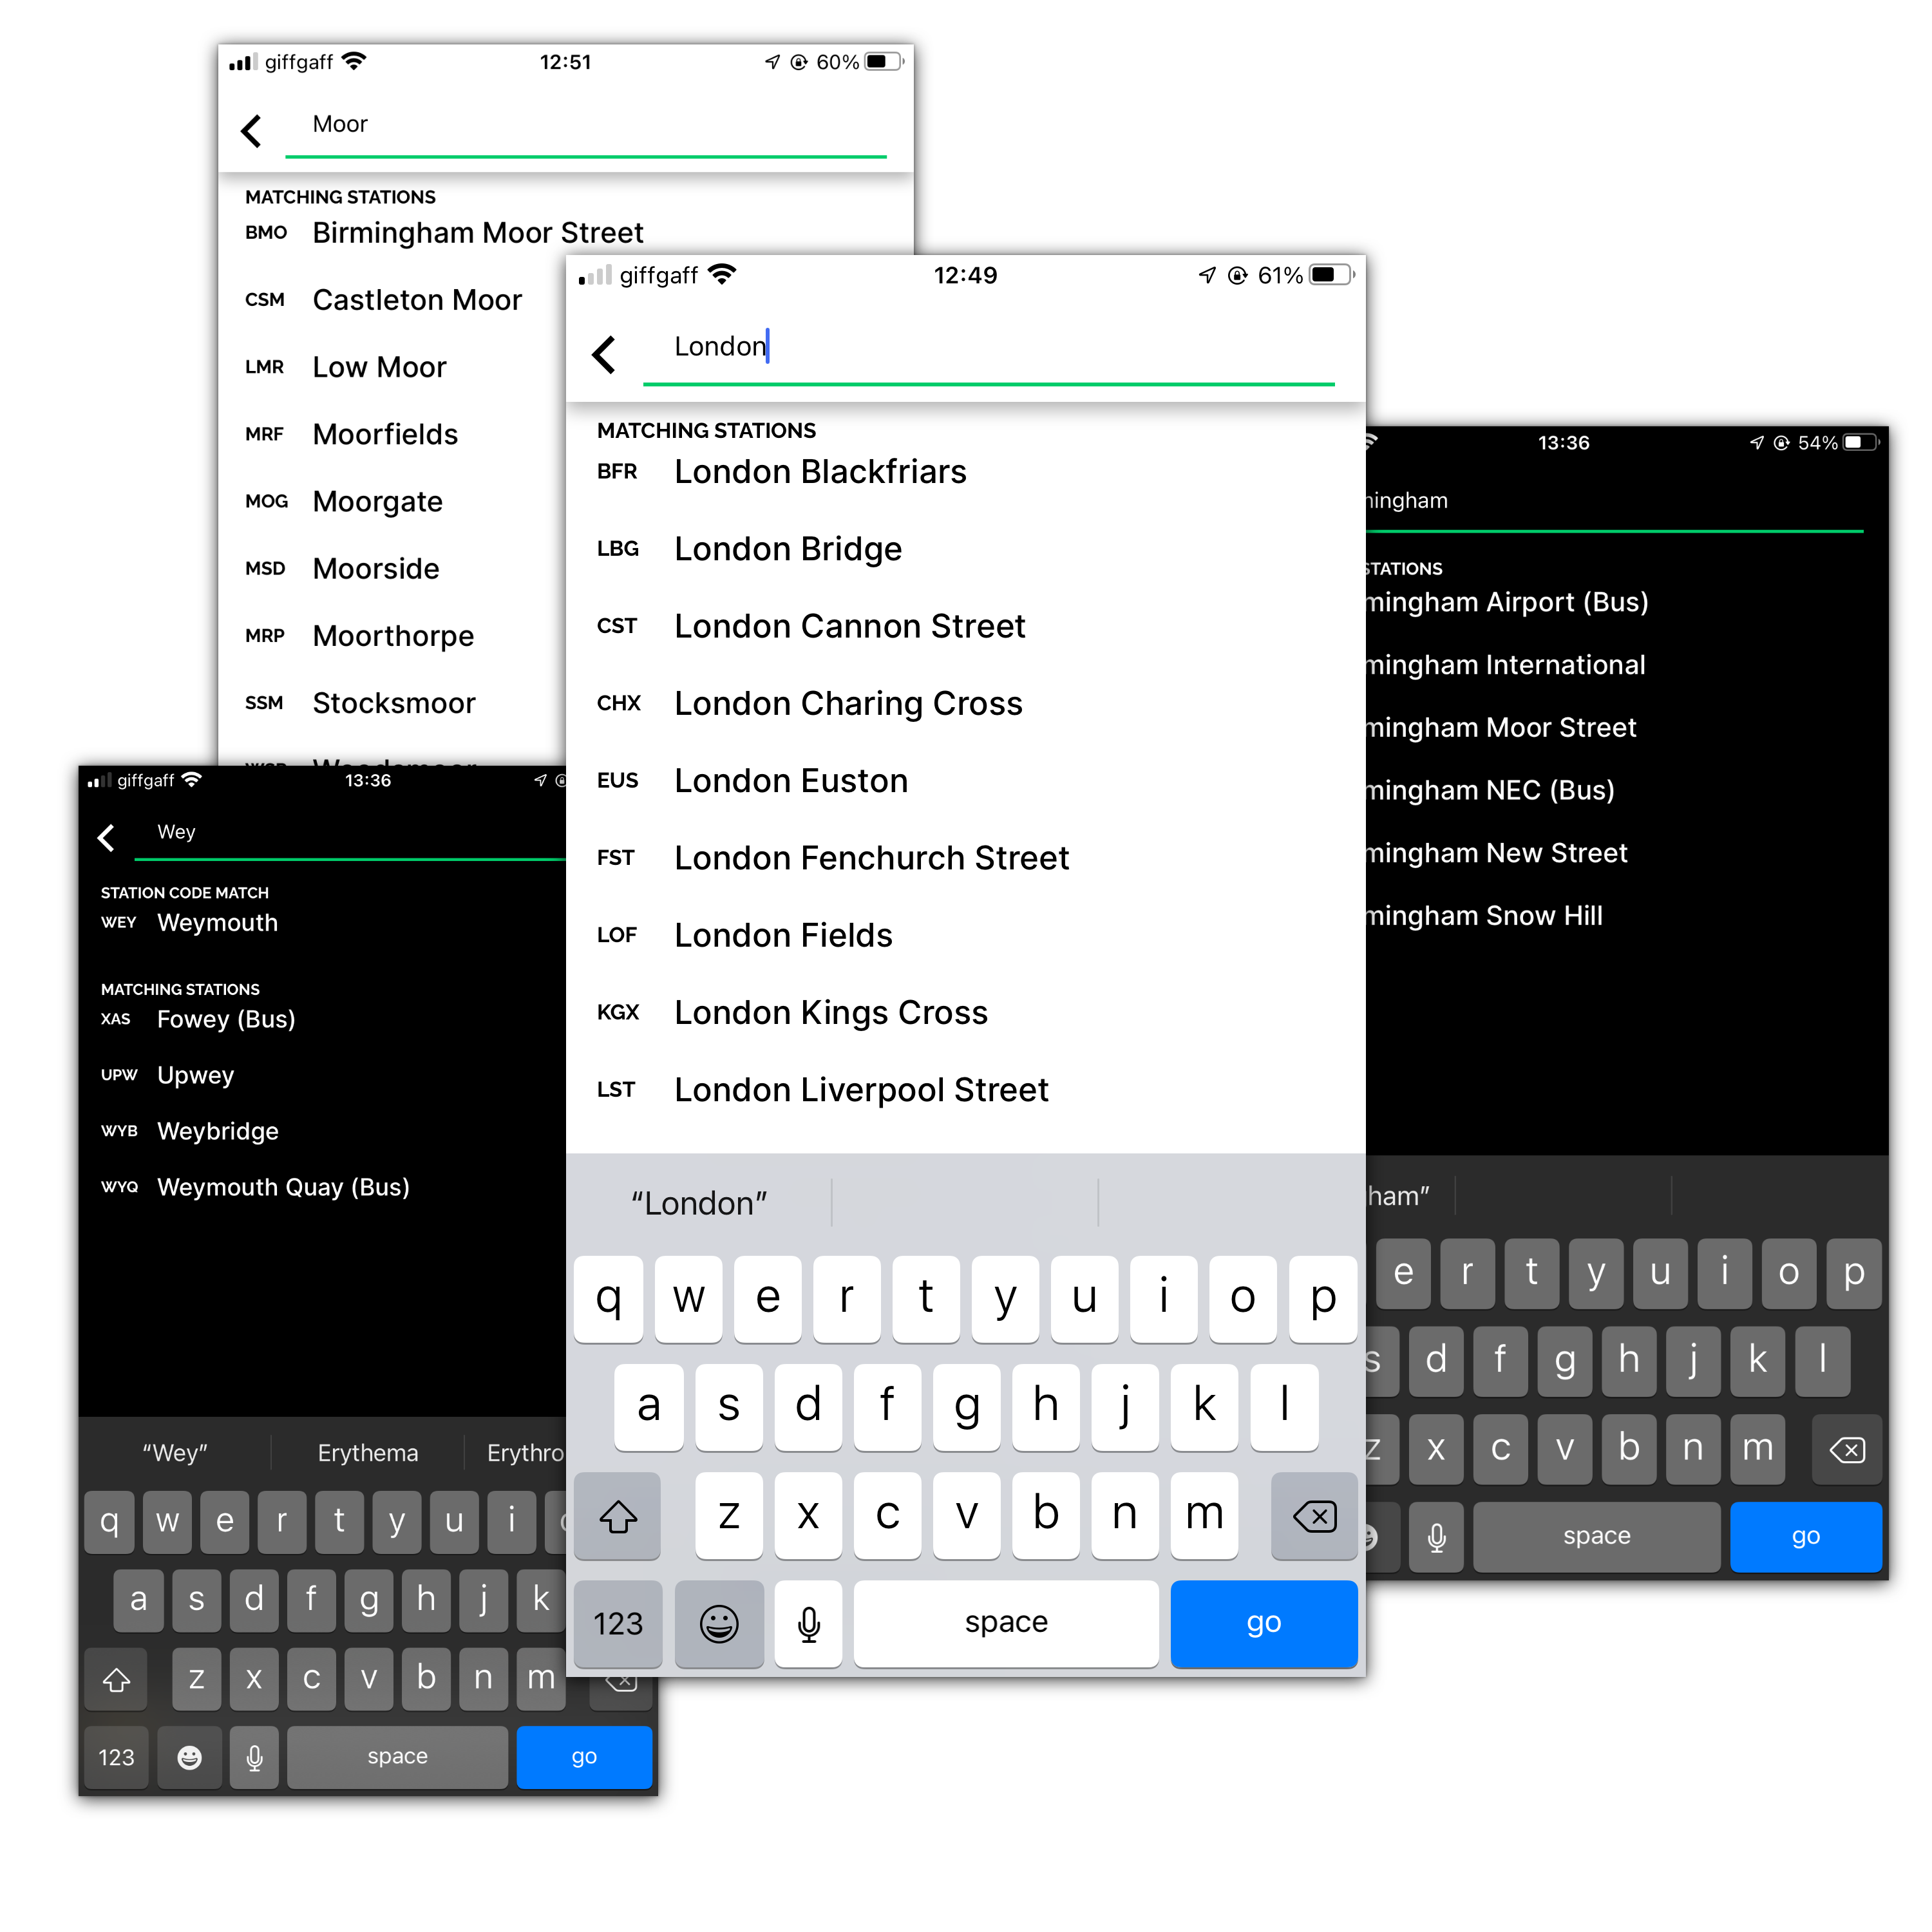 giffgaff 12:51 60%
Moor
MATCHING STATIONS
BMO Birmingham Moor Street
CSM Castleton Moor
LMR Low Moor
MRF Moorfields
MOG Moorgate
MSD Moorside
MRP Moorthorpe
SSM Stocksmoor
giffgaff 12:49 61%
London
MATCHING STATIONS
BFR London Blackfriars
LBG London Bridge
CST London Cannon Street
CHX London Charing Cross
EUS London Euston
FST London Fenchurch Street
LOF London Fields
KGX London Kings Cross
LST London Liverpool Street
“London”
q w e r t y u i o p
a s d f g h j k l
z x c v b n m
123 space go
13:36 54%
mingham
STATIONS
mingham Airport (Bus)
mingham International
mingham Moor Street
mingham NEC (Bus)
mingham New Street
mingham Snow Hill
ham”
e r t y u i o p
s d f g h j k l
z x c v b n m
space go
giffgaff 13:36
Wey
STATION CODE MATCH
WEY Weymouth
MATCHING STATIONS
XAS Fowey (Bus)
UPW Upwey
WYB Weybridge
WYQ Weymouth Quay (Bus)
“Wey” Erythema Erythro
q w e r t y u i
a s d f g h j k
z x c v b n m
123 space go